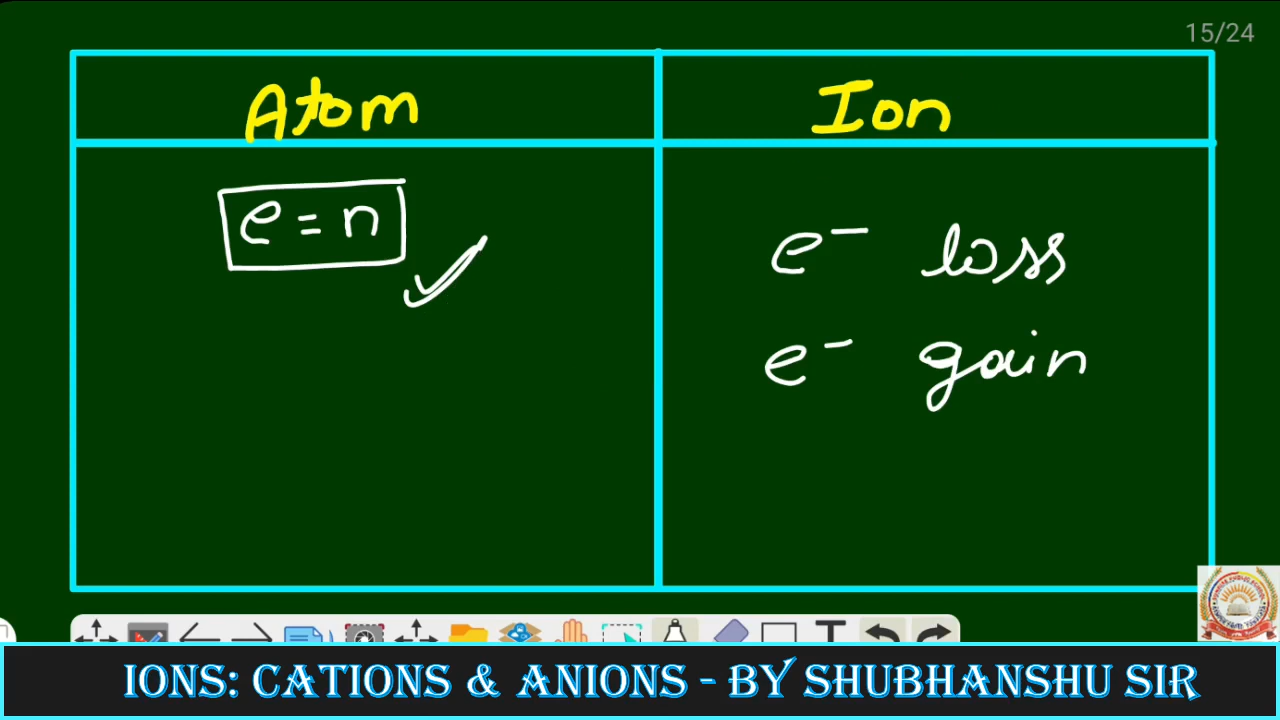 15/24
Atom
Ion
e = n
e⁻ loss
e⁻ gain
IONS: CATIONS & ANIONS - BY SHUBHANSHU SIR